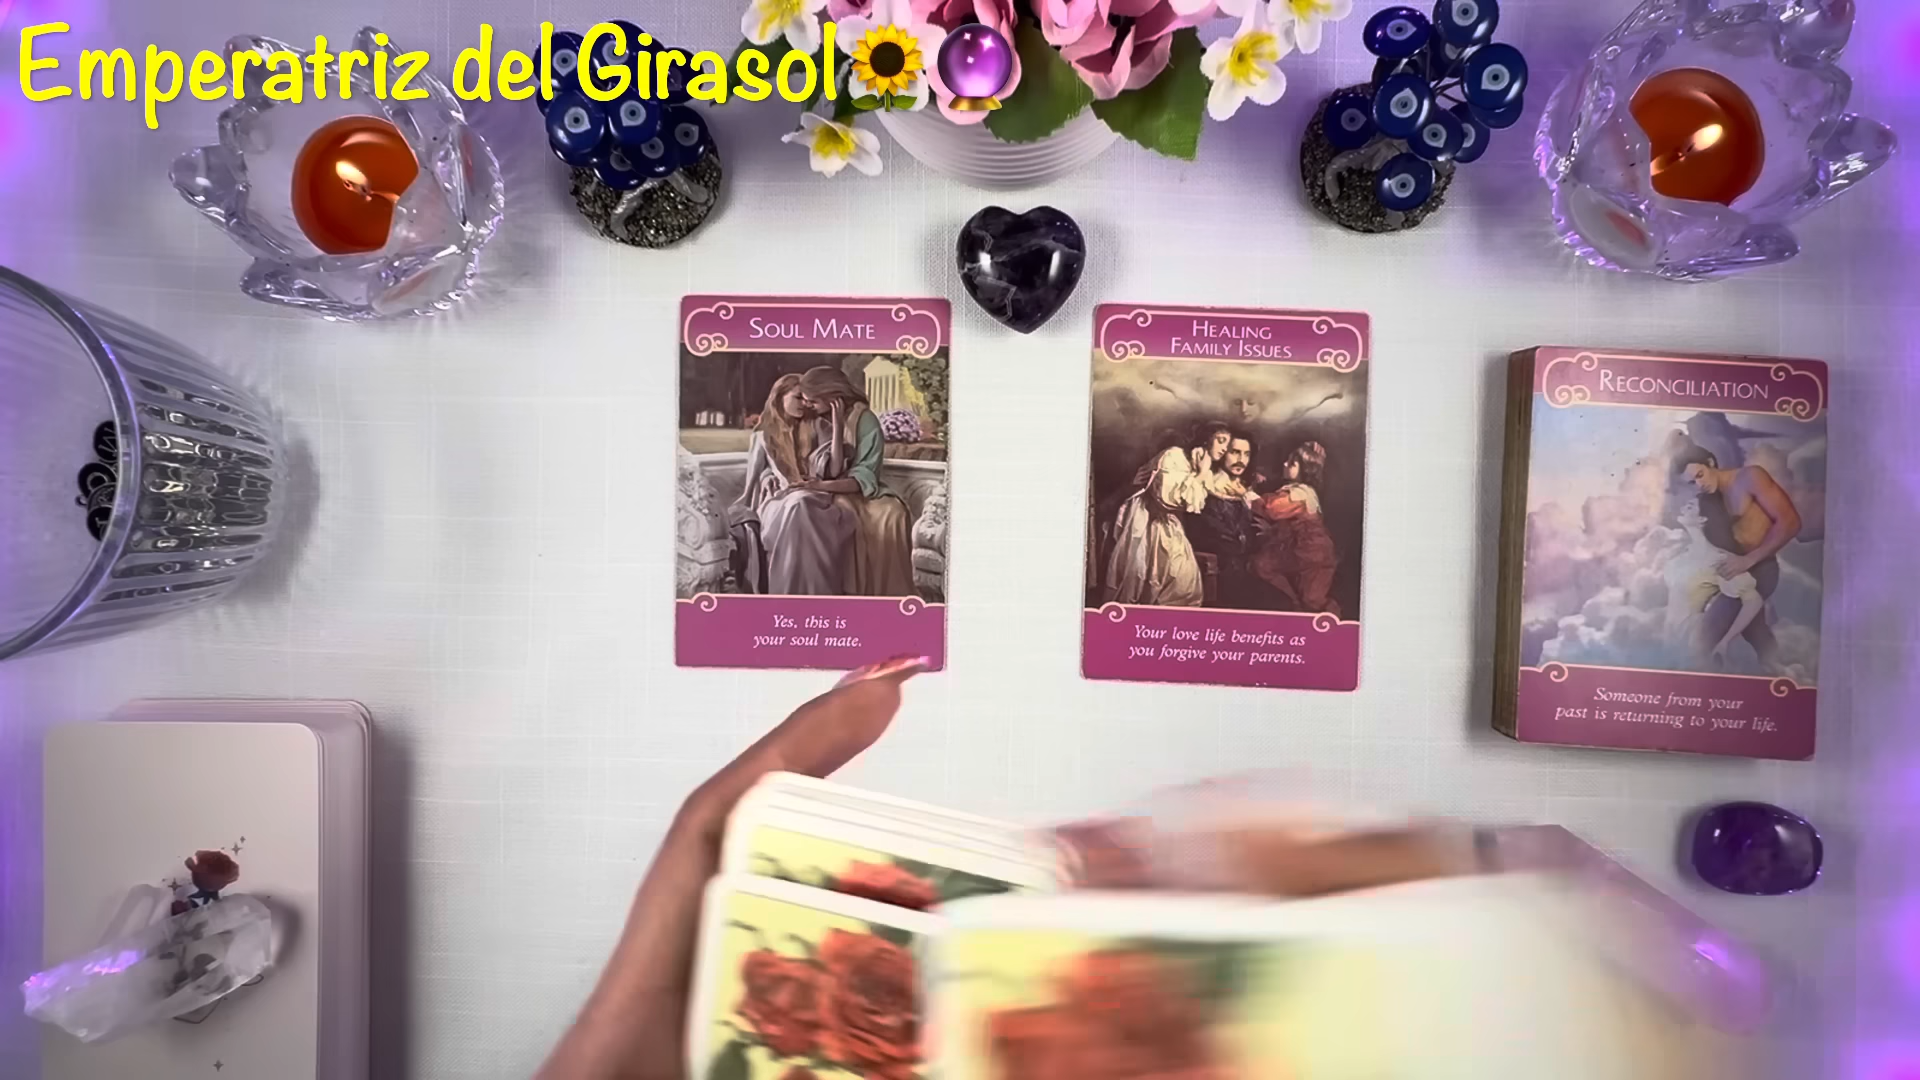 Emperatriz del Girasol🌻🔮
SOUL MATE
Yes, this is
your soul mate.
HEALING
FAMILY ISSUES
Your love life benefits as
you forgive your parents.
RECONCILIATION
Someone from your
past is returning to your life.